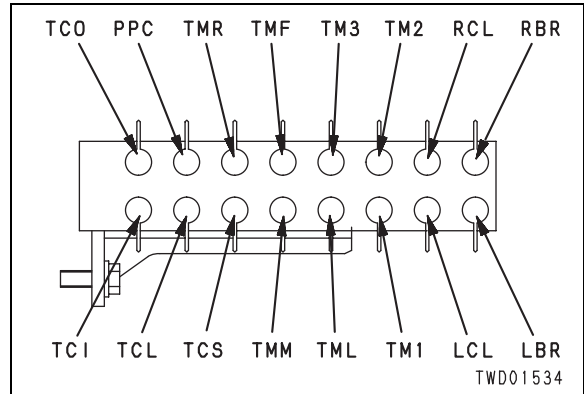 TCO PPC TMR TMF TM3 TM2 RCL RBR
TCI TCL TCS TMM TML TM1 LCL LBR
TWD01534